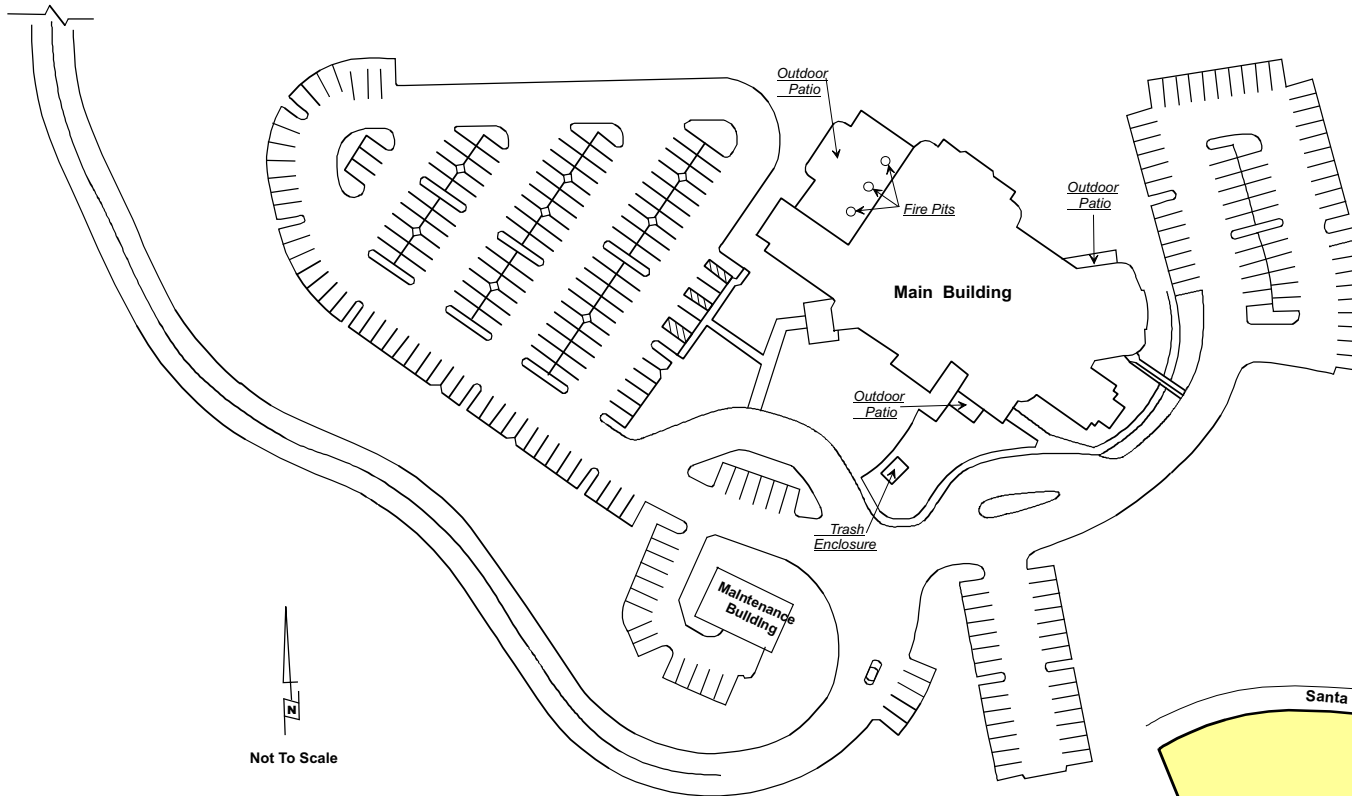 Outdoor
Patio
Fire Pits
Outdoor
Patio
Main Building
Outdoor
Patio
Trash
Enclosure
Maintenance
Building
N
Not To Scale
Santa